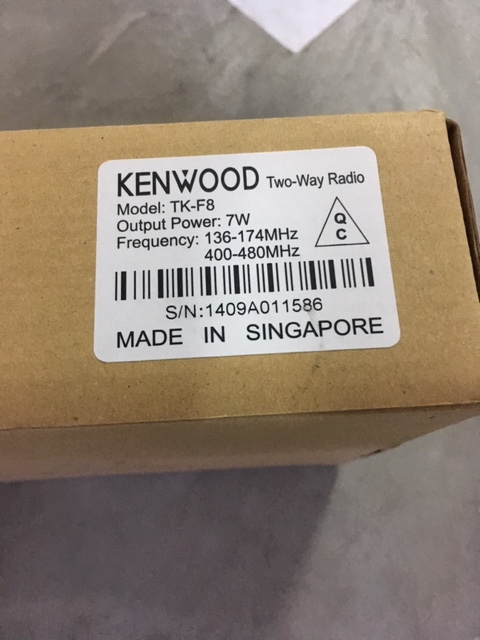 KENWOOD Two-Way Radio
Model: TK-F8
Output Power: 7W
Frequency: 136-174MHz
400-480MHz
Q
C
S/N:1409A011586
MADE IN SINGAPORE